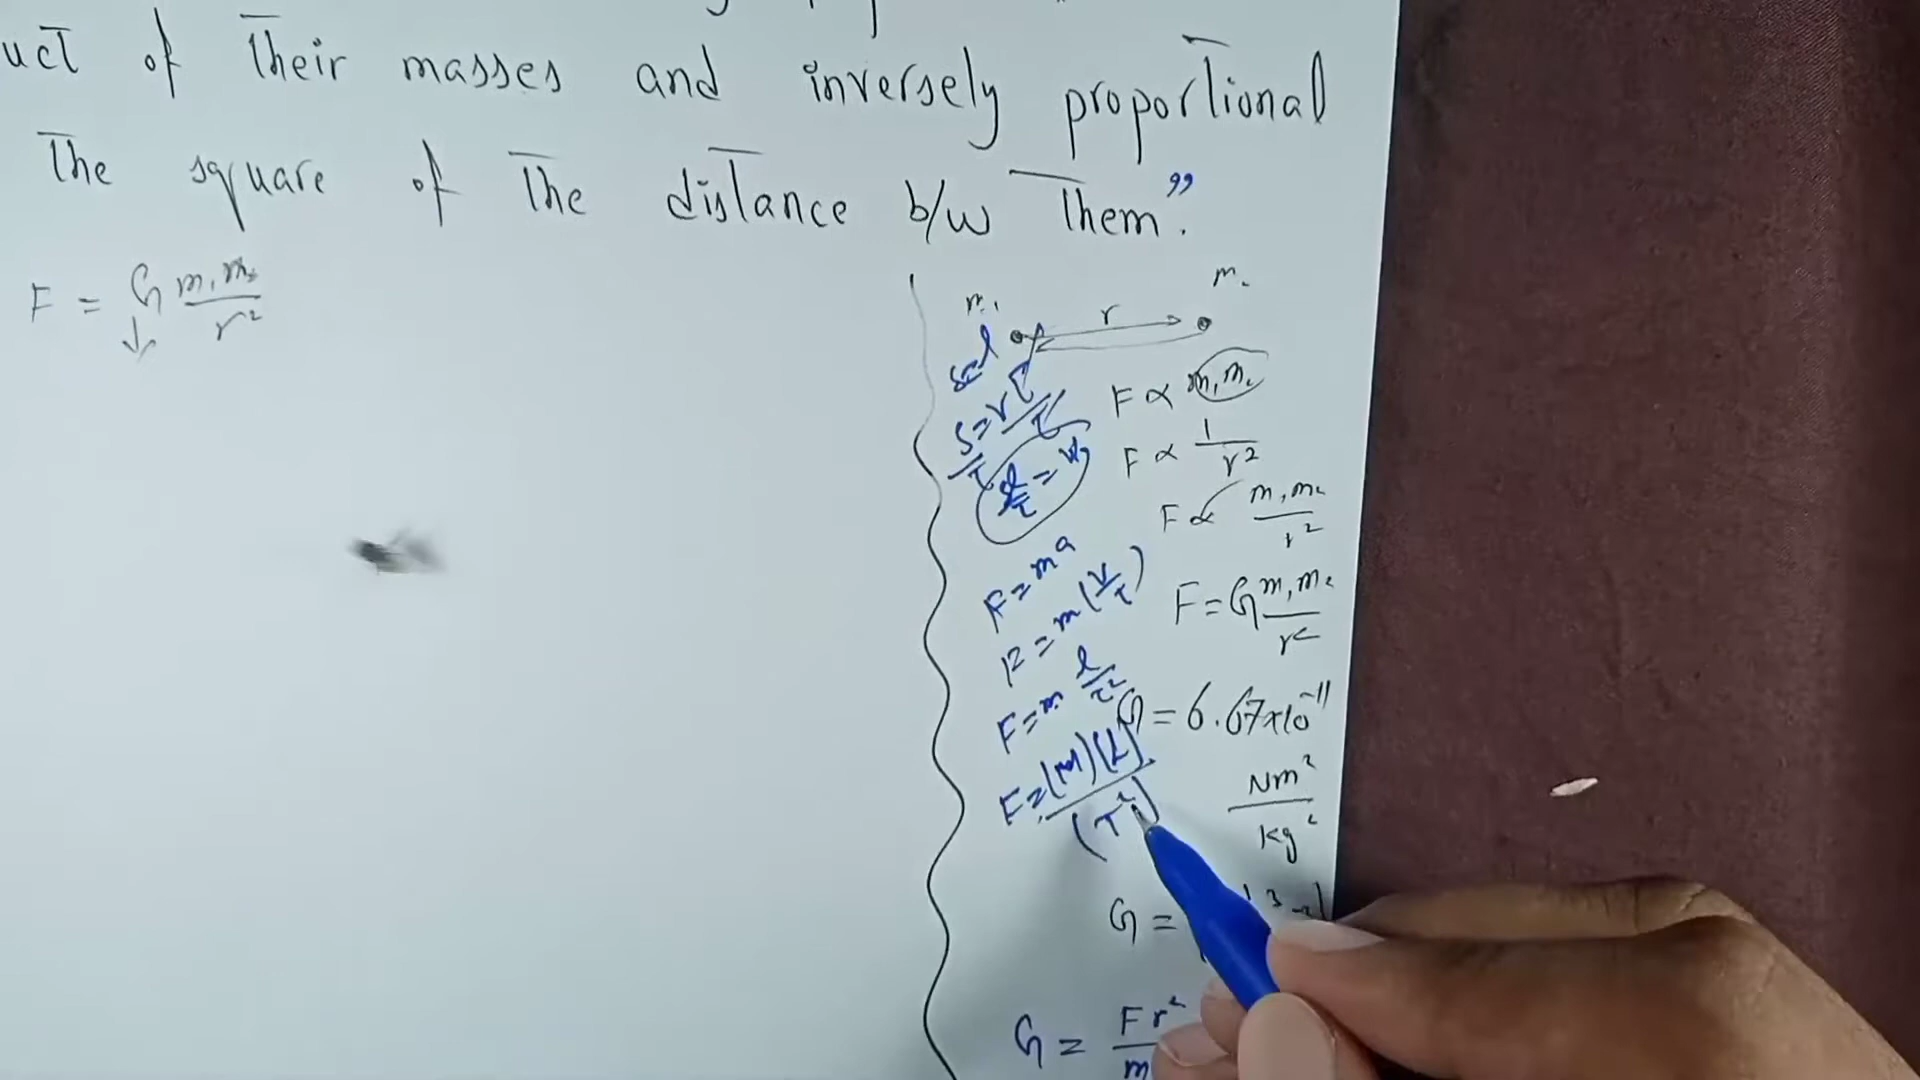 uct of their masses and inversely proportional
the square of the distance b/w them”.
F = G m₁m₂/r²
↓
m₁ r m₂
S=vt
F ∝ m₁m₂
F ∝ 1/r²
F ∝ m₁m₂/r²
F = G m₁m₂/r²
F = ma
F = m(v/t)
F = m l/t²
F = (M)(L)/(T²)
G = 6.67×10⁻¹¹
Nm²/kg²
G =
G = Fr²/m